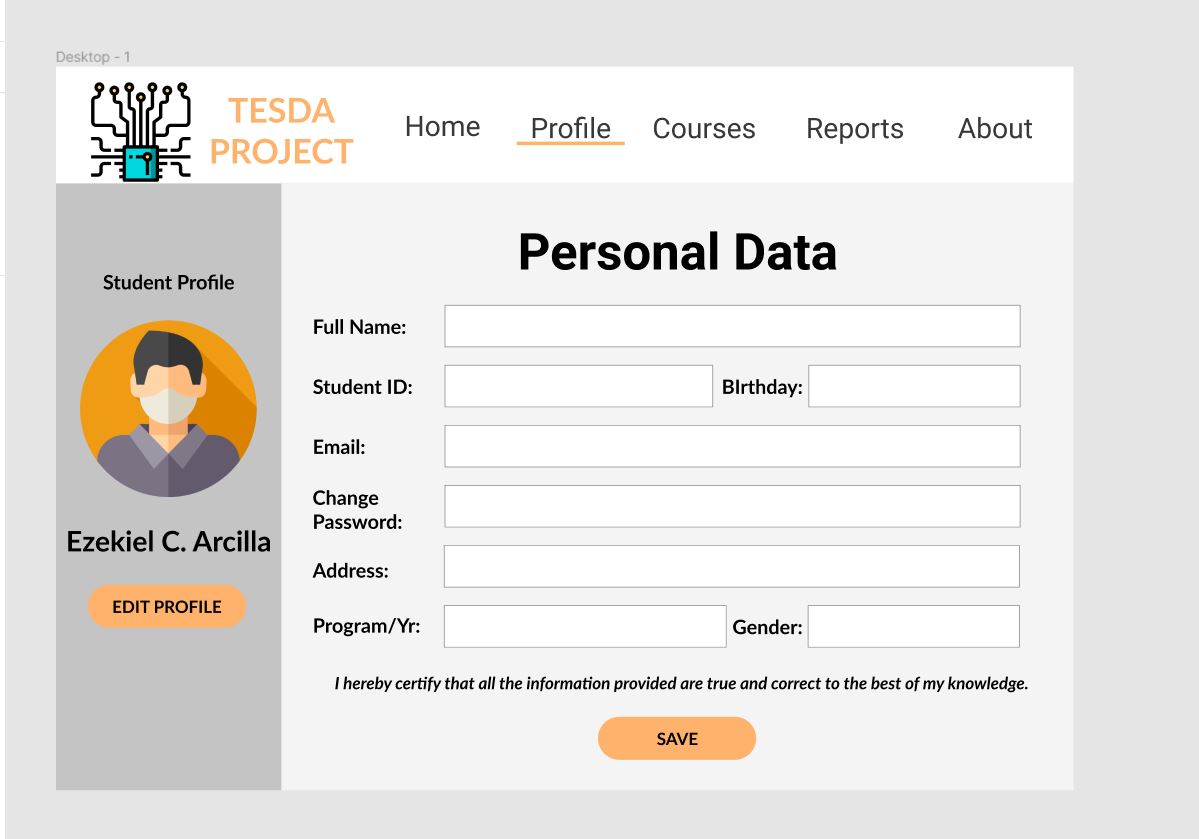 Desktop - 1
TESDA
PROJECT
Home Profile Courses Reports About
Student Profile
Ezekiel C. Arcilla
EDIT PROFILE
Personal Data
Full Name:
Student ID: BIrthday:
Email:
Change
Password:
Address:
Program/Yr: Gender:
I hereby certify that all the information provided are true and correct to the best of my knowledge.
SAVE